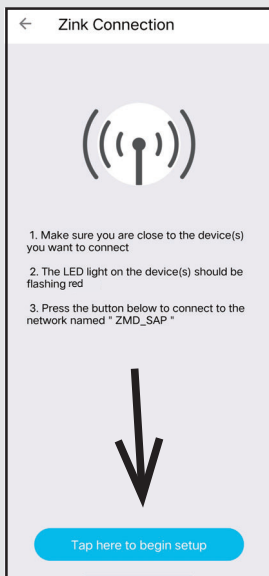 Zink Connection
1. Make sure you are close to the device(s)
you want to connect
2. The LED light on the device(s) should be
flashing red
3. Press the button below to connect to the
network named " ZMD_SAP "
Tap here to begin setup